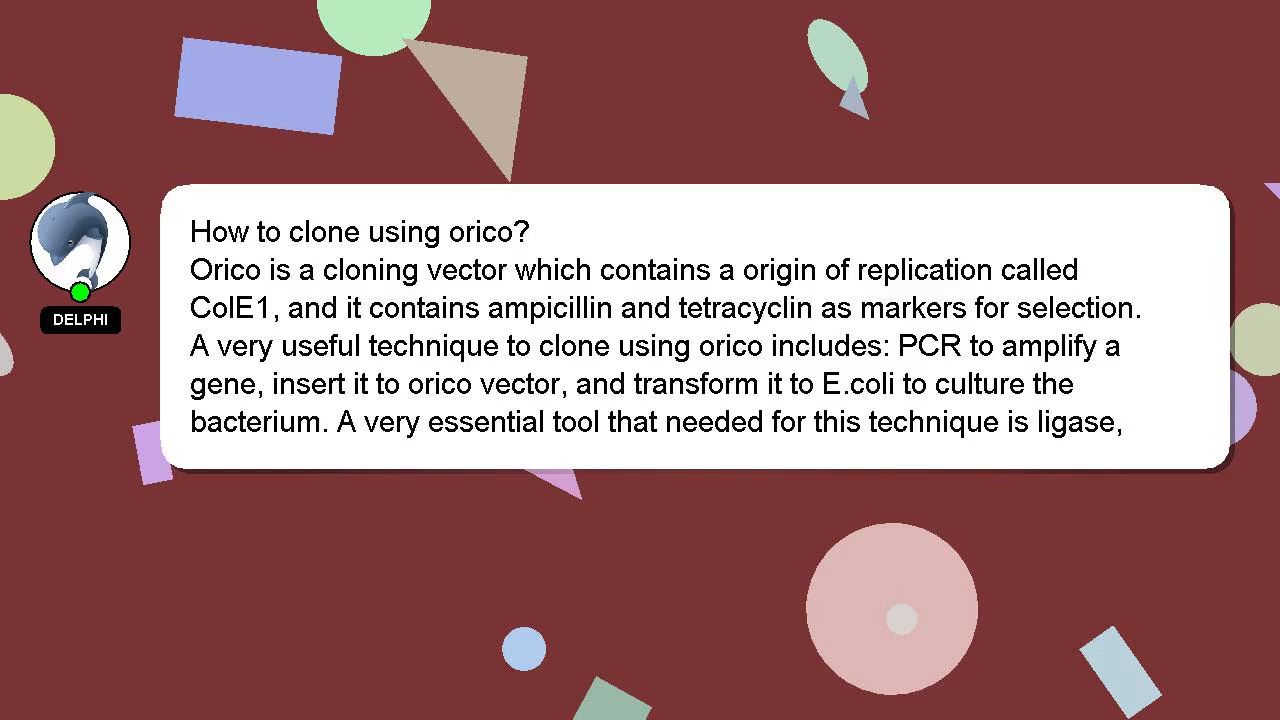 How to clone using orico?
Orico is a cloning vector which contains a origin of replication called
ColE1, and it contains ampicillin and tetracyclin as markers for selection.
A very useful technique to clone using orico includes: PCR to amplify a
gene, insert it to orico vector, and transform it to E.coli to culture the
bacterium. A very essential tool that needed for this technique is ligase,
DELPHI